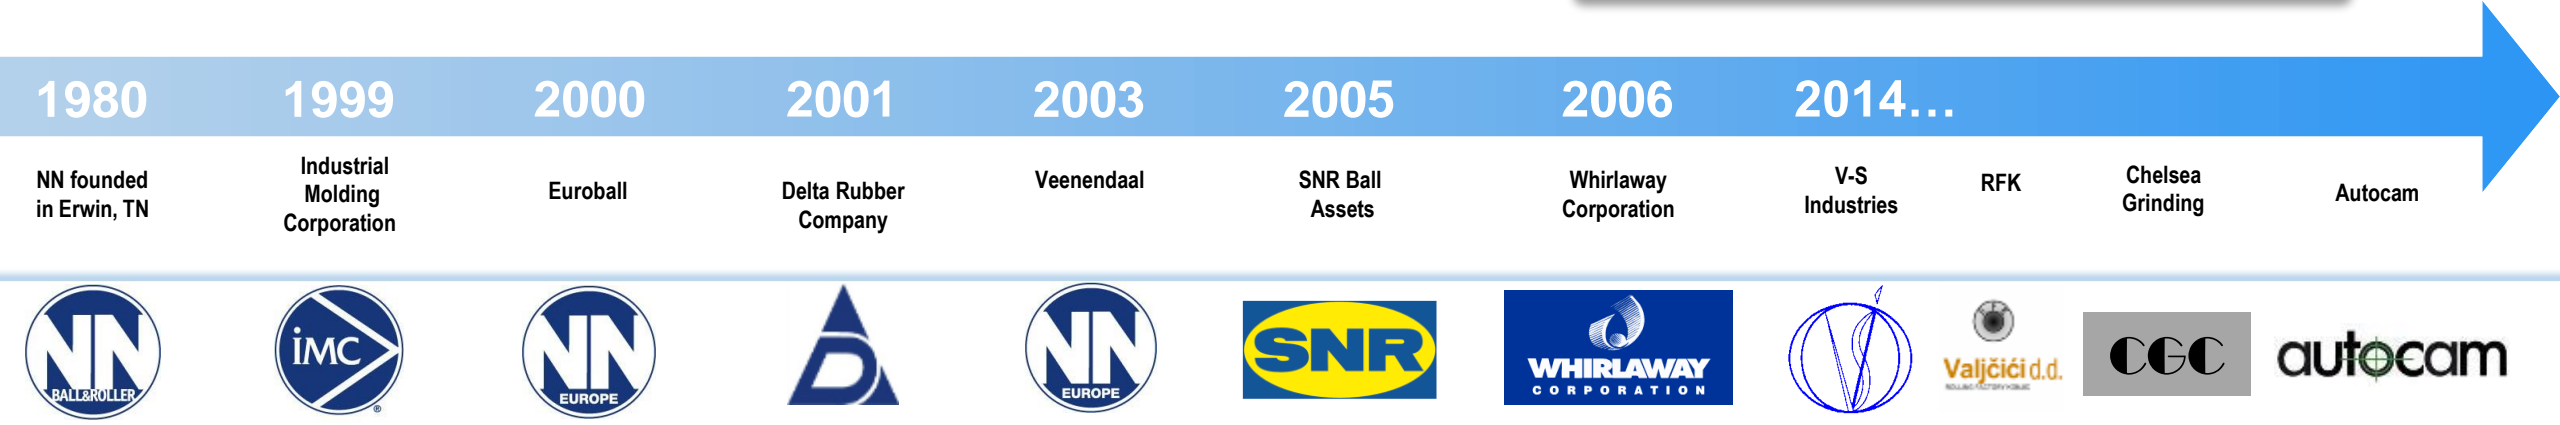 1980 1999 2000 2001 2003 2005 2006 2014…
NN founded
in Erwin, TN
Industrial
Molding
Corporation
Euroball
Delta Rubber
Company
Veenendaal
SNR Ball
Assets
Whirlaway
Corporation
V-S
Industries
RFK
Chelsea
Grinding
Autocam
NN
BALL&ROLLER
iMC
®
NN
EUROPE
D
NN
EUROPE
SNR
WHIRLAWAY
CORPORATION
VS
Valjčići d.d.
CGC
autocam